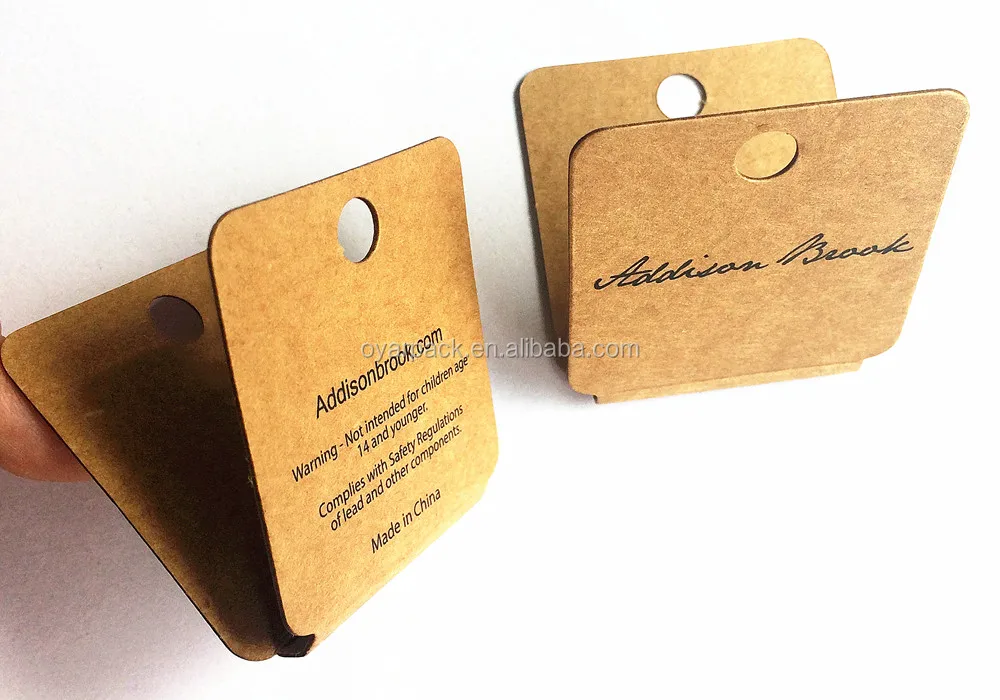 Addisonbrook.com
Warning - Not intended for children age
14 and younger.
Complies with Safety Regulations
of lead and other components.
Made in China
Addison Brook
oyarpack.en.alibaba.com